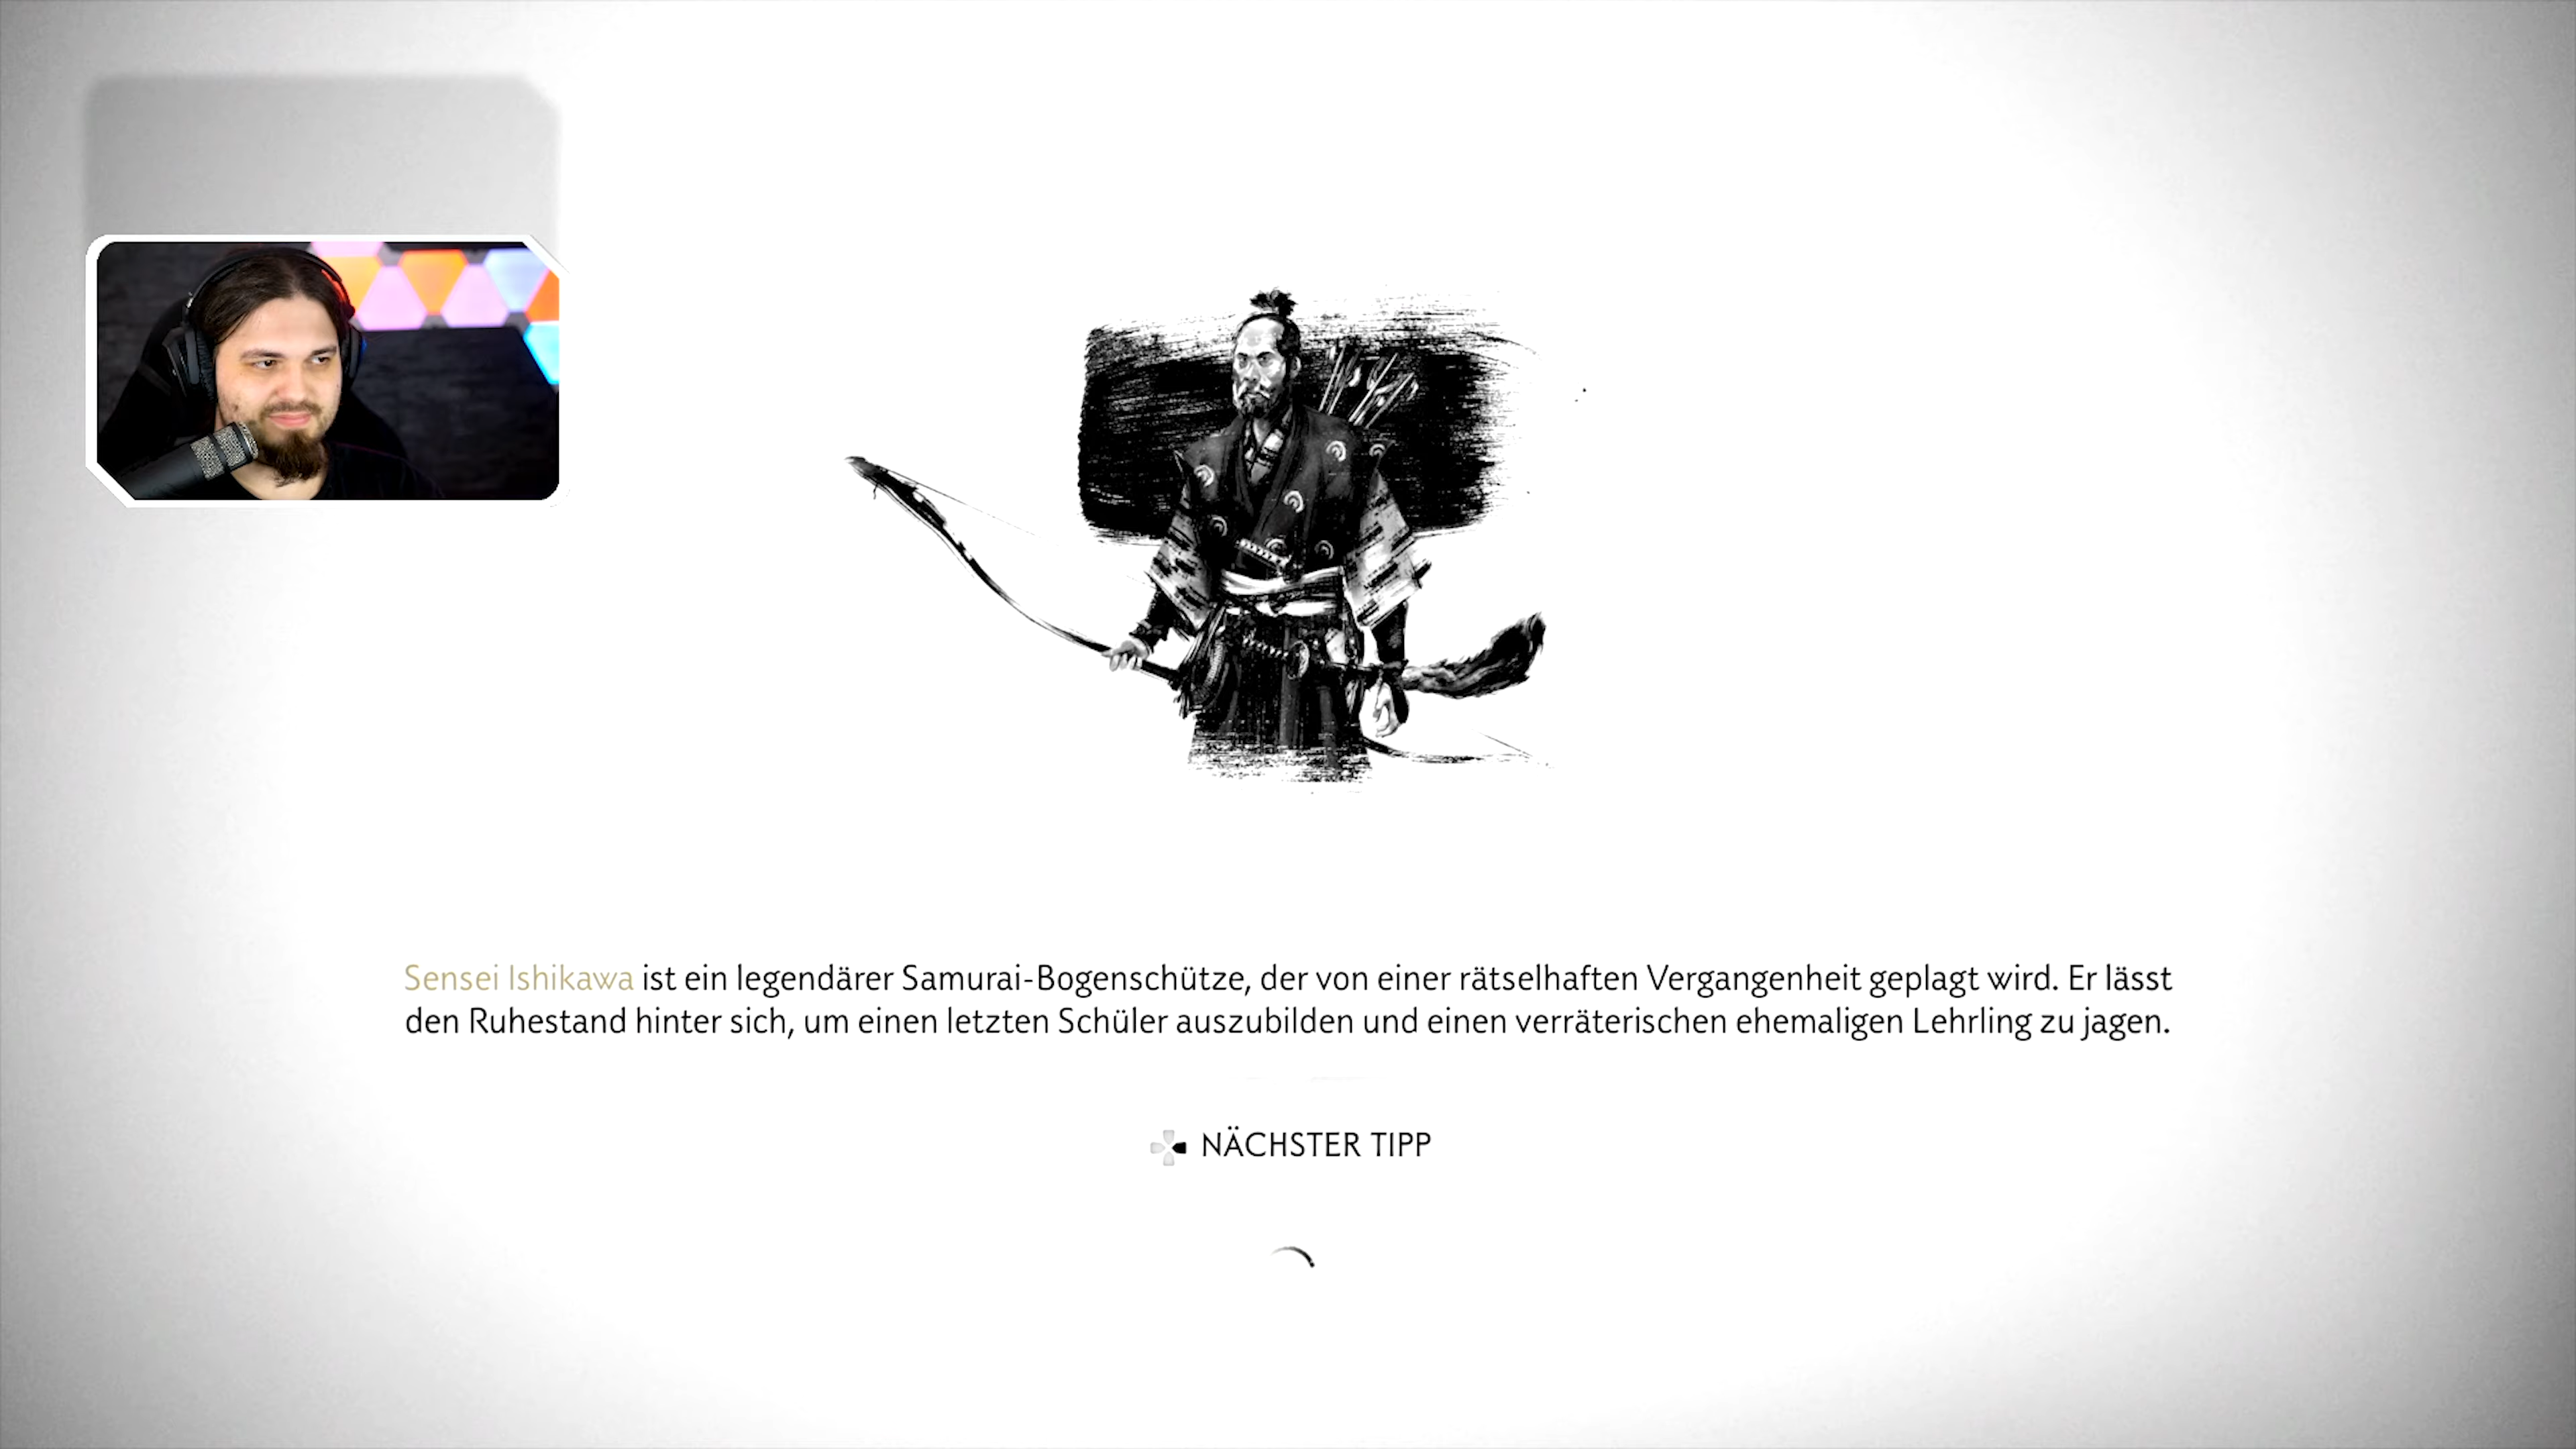 Sensei Ishikawa ist ein legendärer Samurai-Bogenschütze, der von einer rätselhaften Vergangenheit geplagt wird. Er lässt
den Ruhestand hinter sich, um einen letzten Schüler auszubilden und einen verräterischen ehemaligen Lehrling zu jagen.
NÄCHSTER TIPP